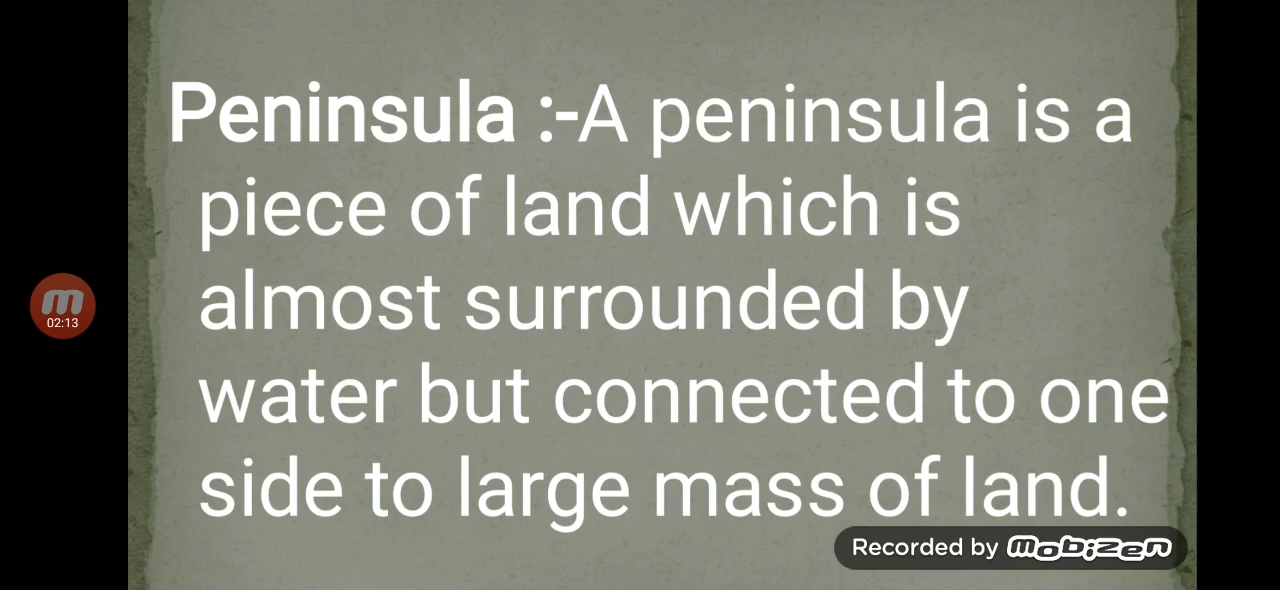 Peninsula :-A peninsula is a
piece of land which is
almost surrounded by
water but connected to one
side to large mass of land.
02:13
Recorded by mobizen